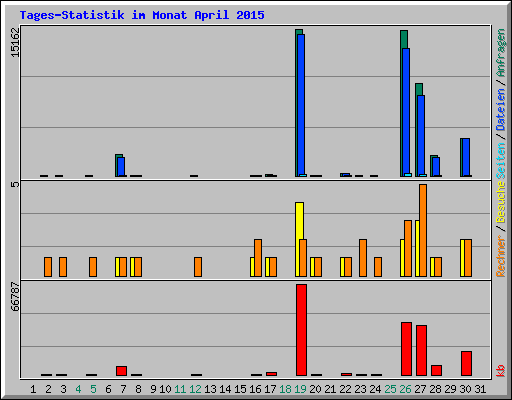 Tages-Statistik im Monat April 2015
15162
5
66787
Anfragen / Dateien / Seiten
Rechner / Besuche
kb
1 2 3 4 5 6 7 8 9 10 11 12 13 14 15 16 17 18 19 20 21 22 23 24 25 26 27 28 29 30 31